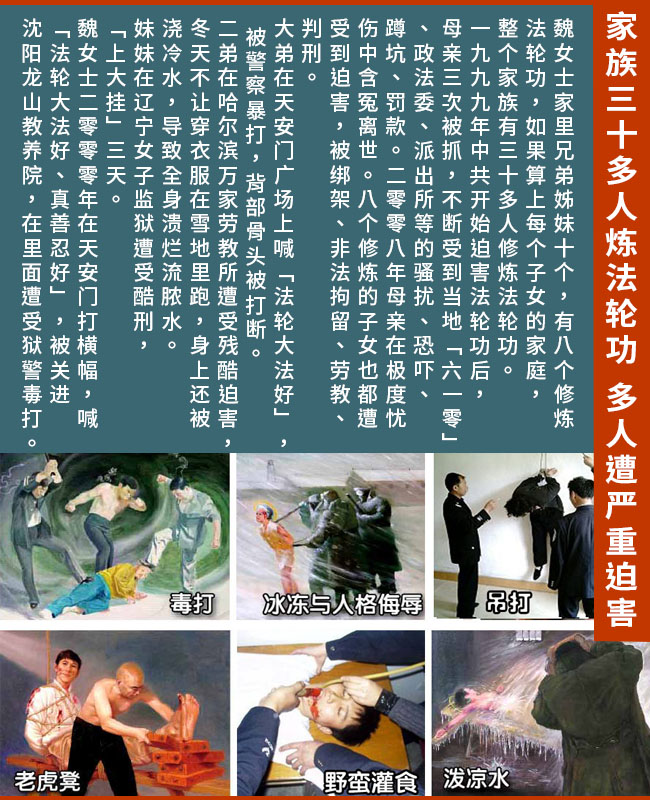 家族三十多人炼法轮功 多人遭严重迫害
魏女士家里兄弟姊妹十个，有八个修炼
法轮功，如果算上每个子女的家庭，
整个家族有三十多人修炼法轮功。
一九九九年中共开始迫害法轮功后，
母亲三次被抓，不断受到当地「六一零」
、政法委、派出所等的骚扰、恐吓、
蹲坑、罚款。二零零八年母亲在极度忧
伤中含冤离世。八个修炼的子女也都遭
受到迫害，被绑架、非法拘留、劳教、
判刑。
大弟在天安门广场上喊「法轮大法好」，
被警察暴打，背部骨头被打断。
二弟在哈尔滨万家劳教所遭受残酷迫害，
冬天不让穿衣服在雪地里跑，身上还被
浇冷水，导致全身溃烂流脓水。
妹妹在辽宁女子监狱遭受酷刑，
「上大挂」三天。
魏女士二零零零年在天安门打横幅，喊
「法轮大法好、真善忍好」，被关进
沈阳龙山教养院，在里面遭受狱警毒打。
毒打
冰冻与人格侮辱
吊打
老虎凳
野蛮灌食
泼凉水